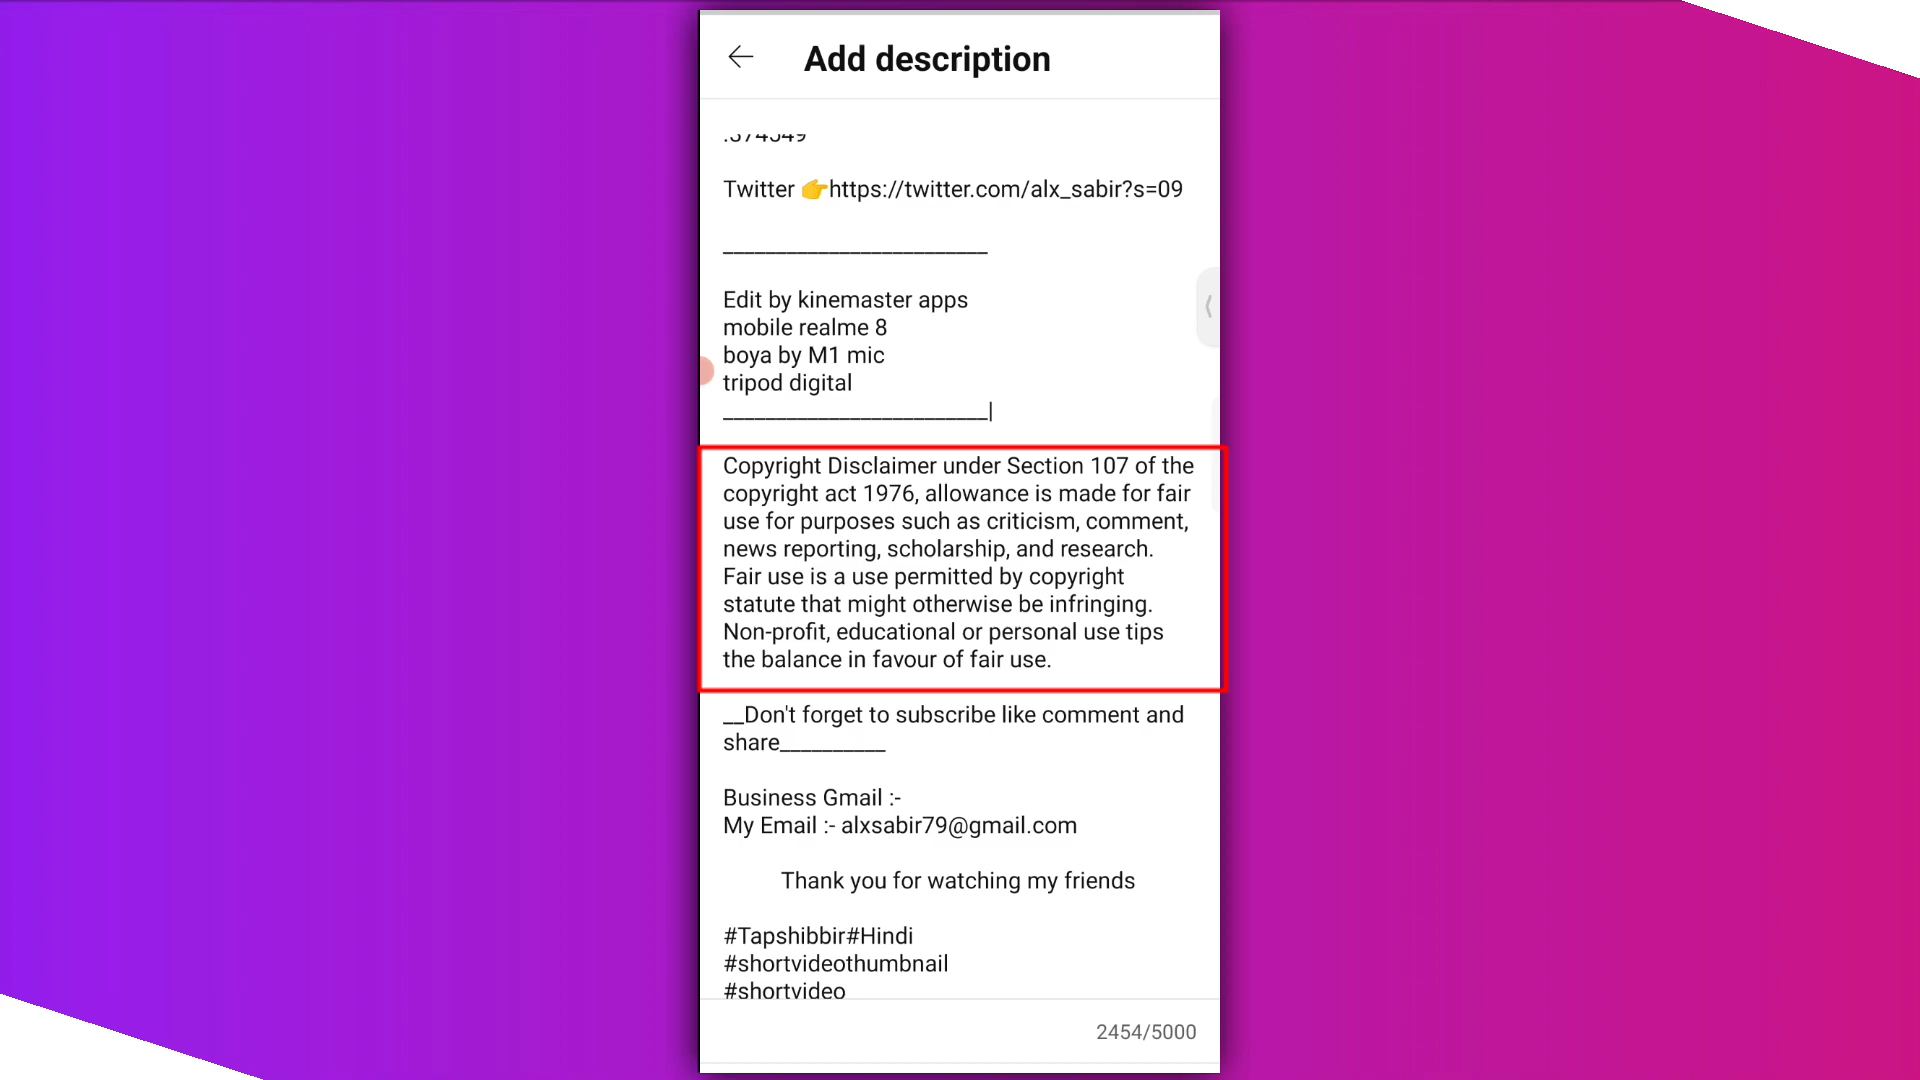 Add description
Twitter 👉https://twitter.com/alx_sabir?s=09
_________________________
Edit by kinemaster apps
mobile realme 8
boya by M1 mic
tripod digital
_________________________
Copyright Disclaimer under Section 107 of the
copyright act 1976, allowance is made for fair
use for purposes such as criticism, comment,
news reporting, scholarship, and research.
Fair use is a use permitted by copyright
statute that might otherwise be infringing.
Non-profit, educational or personal use tips
the balance in favour of fair use.
__Don't forget to subscribe like comment and
share__________
Business Gmail :-
My Email :- alxsabir79@gmail.com
Thank you for watching my friends
#Tapshibbir#Hindi
#shortvideothumbnail
#shortvideo
2454/5000